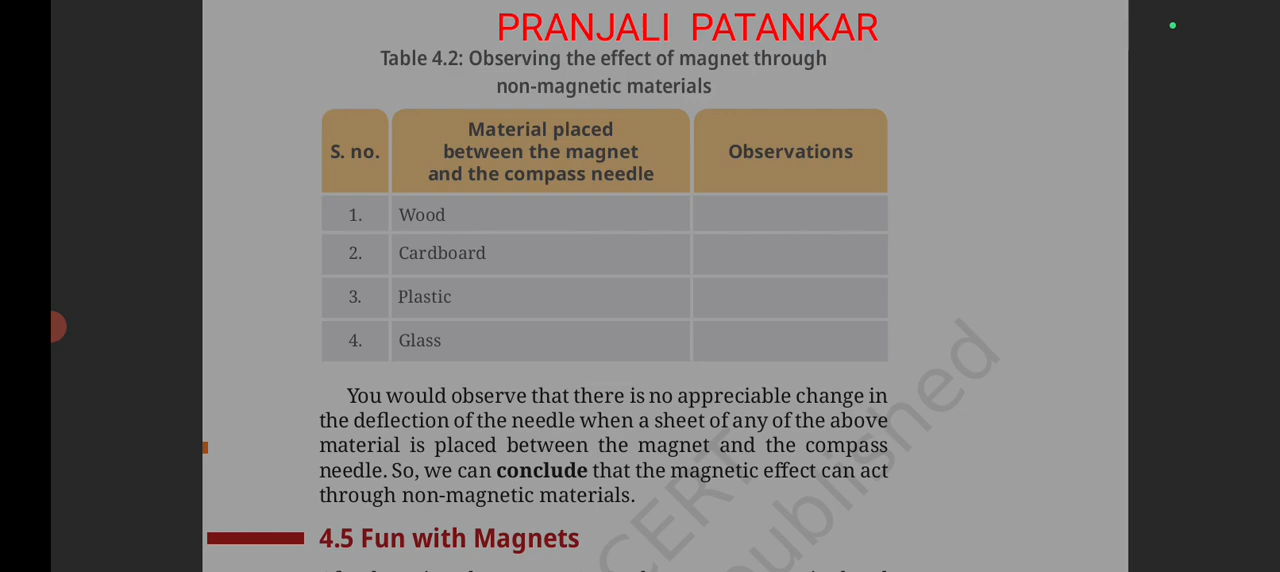 PRANJALI PATANKAR
Table 4.2: Observing the effect of magnet through
non-magnetic materials
S. no.
Material placed
between the magnet
and the compass needle
Observations
1. Wood
2. Cardboard
3. Plastic
4. Glass
You would observe that there is no appreciable change in
the deflection of the needle when a sheet of any of the above
material is placed between the magnet and the compass
needle. So, we can conclude that the magnetic effect can act
through non-magnetic materials.
4.5 Fun with Magnets